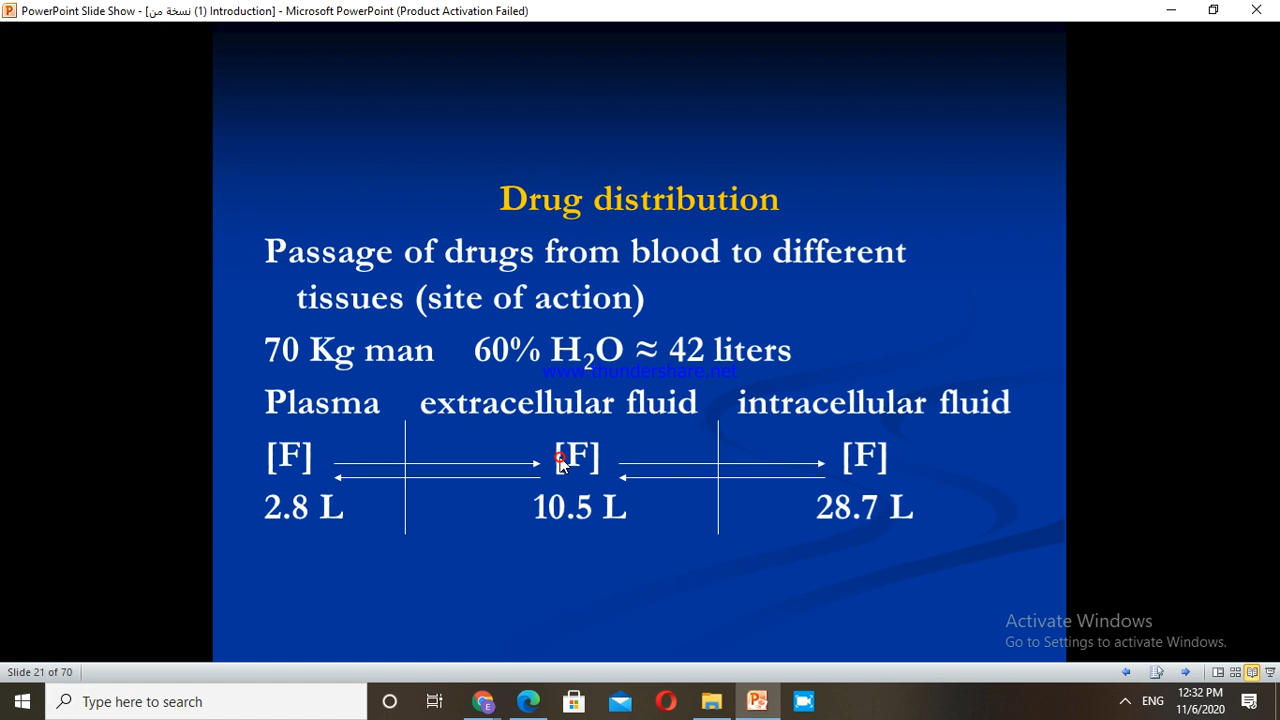 PowerPoint Slide Show - [نسخة من (1) Introduction] - Microsoft PowerPoint (Product Activation Failed)
Drug distribution
Passage of drugs from blood to different
tissues (site of action)
70 Kg man 60% H₂O ≈ 42 liters
www.thundershare.net
Plasma extracellular fluid intracellular fluid
[F] [F] [F]
2.8 L 10.5 L 28.7 L
Activate Windows
Go to Settings to activate Windows.
Slide 21 of 70
Type here to search
ENG
12:32 PM
11/6/2020